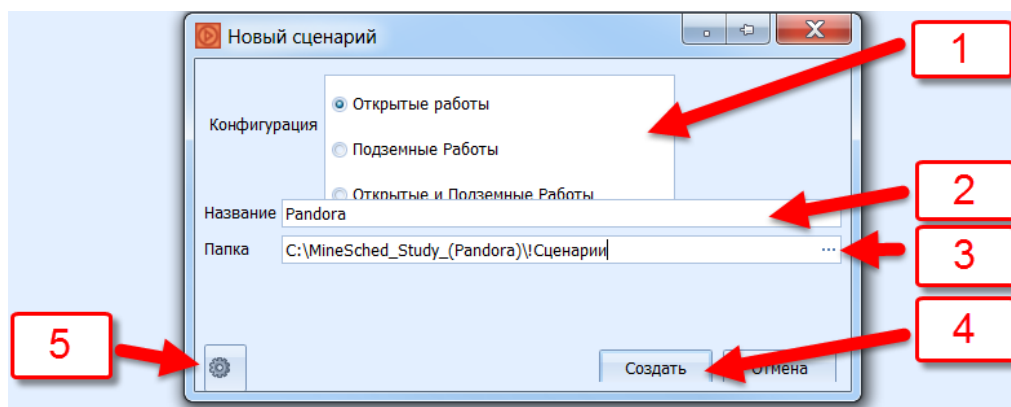 Новый сценарий
1
Открытые работы
Конфигурация
Подземные Работы
Открытые и Подземные Работы
2
Название Pandora
Папка C:\MineSched_Study_(Pandora)\!Сценарии ...
3
4
5
Создать Отмена